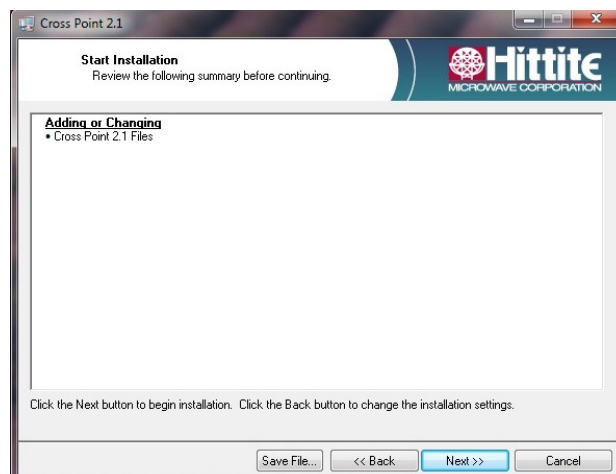 Cross Point 2.1
Start Installation
Review the following summary before continuing.
Hittite
MICROWAVE CORPORATION
Adding or Changing
• Cross Point 2.1 Files
Click the Next button to begin installation. Click the Back button to change the installation settings.
Save File...
<< Back
Next >>
Cancel